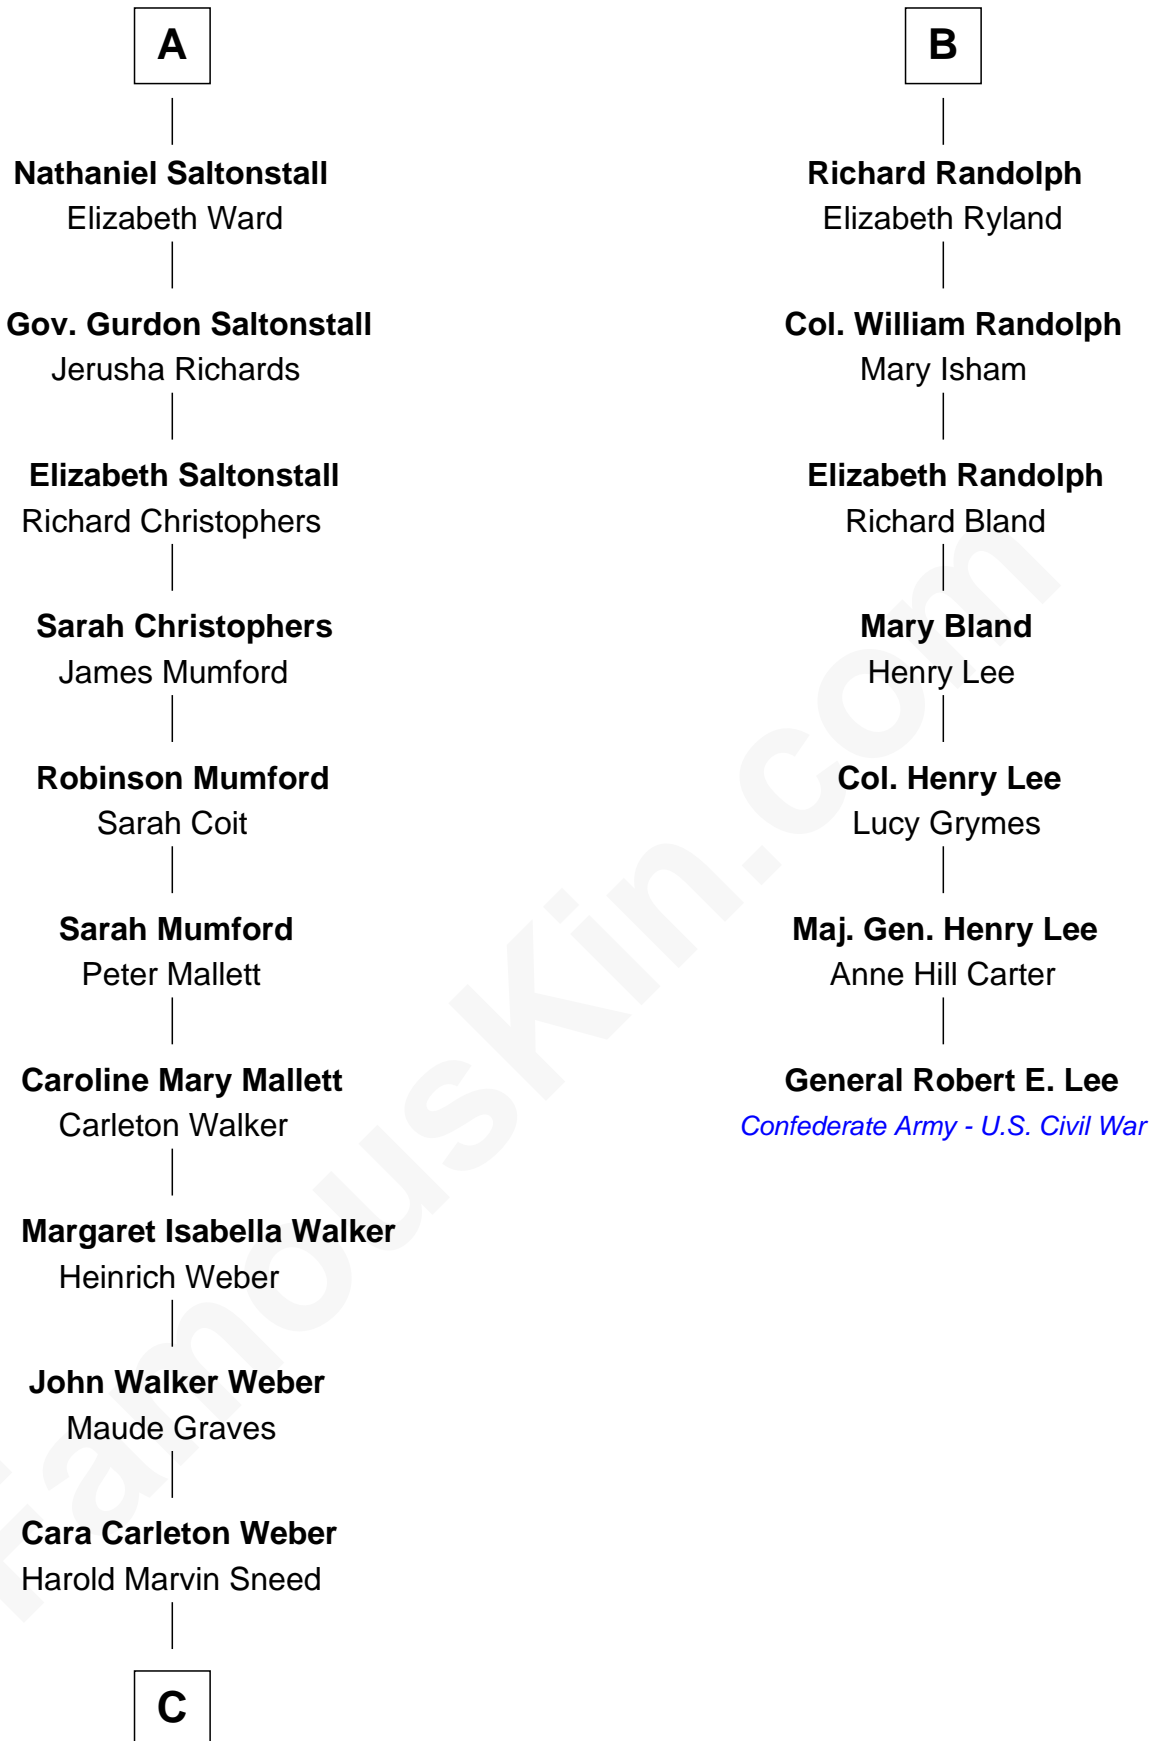 A
Nathaniel Saltonstall
Elizabeth Ward
Gov. Gurdon Saltonstall
Jerusha Richards
Elizabeth Saltonstall
Richard Christophers
Sarah Christophers
James Mumford
Robinson Mumford
Sarah Coit
Sarah Mumford
Peter Mallett
Caroline Mary Mallett
Carleton Walker
Margaret Isabella Walker
Heinrich Weber
John Walker Weber
Maude Graves
Cara Carleton Weber
Harold Marvin Sneed
C
B
Richard Randolph
Elizabeth Ryland
Col. William Randolph
Mary Isham
Elizabeth Randolph
Richard Bland
Mary Bland
Henry Lee
Col. Henry Lee
Lucy Grymes
Maj. Gen. Henry Lee
Anne Hill Carter
General Robert E. Lee
Confederate Army - U.S. Civil War
FamousKin.com